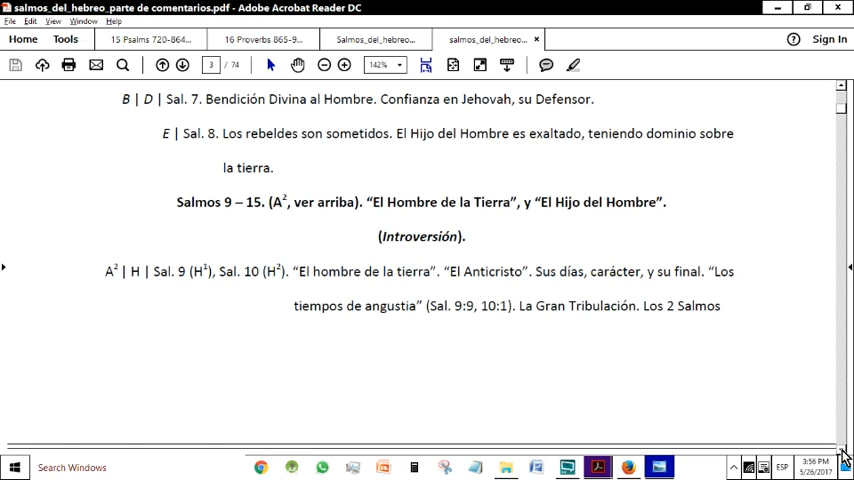 salmos_del_hebreo_parte de comentarios.pdf - Adobe Acrobat Reader DC
File Edit View Window Help
Home Tools 15 Psalms 720-864... 16 Proverbs 865-9... Salmos_del_hebreo... salmos_del_hebreo... × ? Sign In
3 / 74 142%
B | D | Sal. 7. Bendición Divina al Hombre. Confianza en Jehovah, su Defensor.
E | Sal. 8. Los rebeldes son sometidos. El Hijo del Hombre es exaltado, teniendo dominio sobre
la tierra.
Salmos 9 – 15. (A², ver arriba). “El Hombre de la Tierra”, y “El Hijo del Hombre”.
(Introversión).
A² | H | Sal. 9 (H¹), Sal. 10 (H²). “El hombre de la tierra”. “El Anticristo”. Sus días, carácter, y su final. “Los
tiempos de angustia” (Sal. 9:9, 10:1). La Gran Tribulación. Los 2 Salmos
Search Windows ESP 3:56 PM
5/26/2017